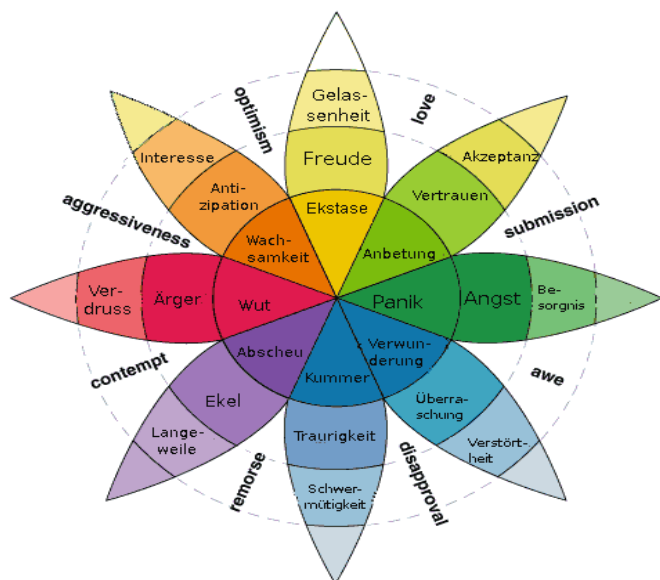 Gelas-
senheit
Freude
Ekstase
optimism
love
Interesse
Anti-
zipation
Wach-
samkeit
Akzeptanz
Vertrauen
Anbetung
aggressiveness
submission
Ver-
druss
Ärger
Wut
Panik
Angst
Be-
sorgnis
contempt
awe
Abscheu
Ekel
Lange-
weile
Kummer
Traurigkeit
Schwer-
mütigkeit
Verwun-
derung
Überra-
schung
Verstört-
heit
remorse
disapproval